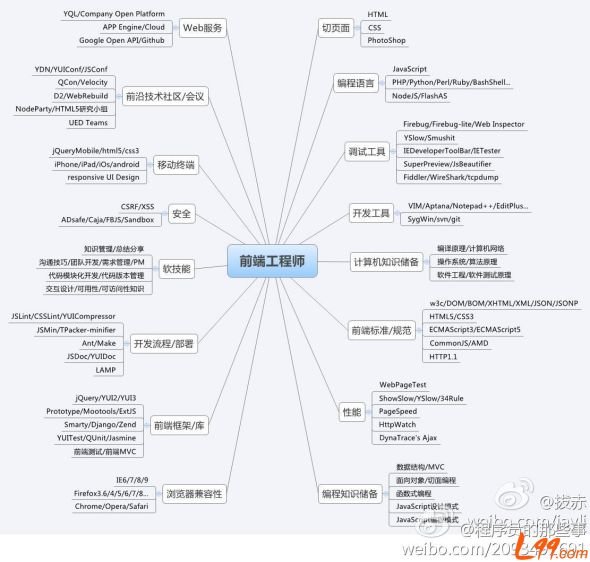 前端工程师
Web服务
YQL/Company Open Platform
APP Engine/Cloud
Google Open API/Github
前沿技术社区/会议
YDN/YUIConf/JSConf
QCon/Velocity
D2/WebRebuild
NodeParty/HTML5研究小组
UED Teams
移动终端
jQueryMobile/html5/css3
iPhone/iPad/iOs/android
responsive UI Design
安全
CSRF/XSS
ADsafe/Caja/FBJS/Sandbox
软技能
知识管理/总结分享
沟通技巧/团队开发/需求管理/PM
代码模块化开发/代码版本管理
交互设计/可用性/可访问性知识
开发流程/部署
JSLint/CSSLint/YUICompressor
JSMin/TPacker-minifier
Ant/Make
JSDoc/YUIDoc
LAMP
前端框架/库
jQuery/YUI2/YUI3
Prototype/Mootools/ExtJS
Smarty/Django/Zend
YUITest/QUnit/Jasmine
前端测试/前端MVC
浏览器兼容性
IE6/7/8/9
Firefox3.6/4/5/6/7/8...
Chrome/Opera/Safari
切页面
HTML
CSS
PhotoShop
编程语言
JavaScript
PHP/Python/Perl/Ruby/BashShell...
NodeJS/FlashAS
调试工具
Firebug/Firebug-lite/Web Inspector
YSlow/Smushit
IEDeveloperToolBar/IETester
SuperPreview/JsBeautifier
Fiddler/WireShark/tcpdump
开发工具
VIM/Aptana/Notepad++/EditPlus...
SygWin/svn/git
计算机知识储备
编译原理/计算机网络
操作系统/算法原理
软件工程/软件测试原理
前端标准/规范
w3c/DOM/BOM/XHTML/XML/JSON/JSONP
HTML5/CSS3
ECMAScript3/ECMAScript5
CommonJS/AMD
HTTP1.1
性能
WebPageTest
ShowSlow/YSlow/34Rule
PageSpeed
HttpWatch
DynaTrace's Ajax
编程知识储备
数据结构/MVC
面向对象/切面编程
函数式编程
JavaScript设计模式
JavaScript模式
@拔赤
weibo.com/jayli
@程序员的那些事
L99.com